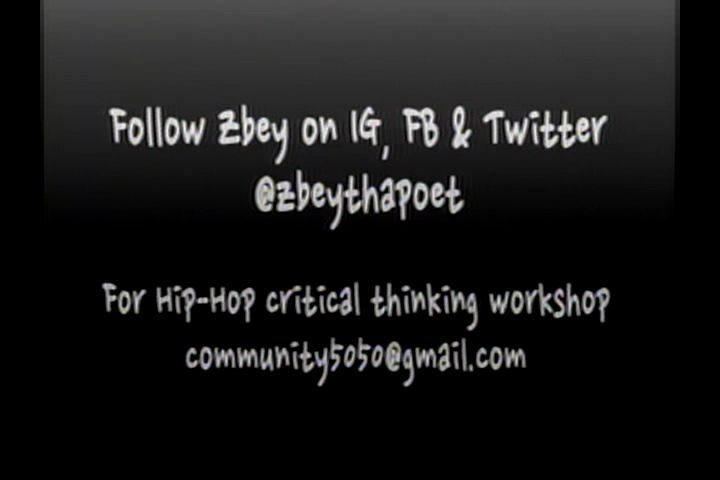 Follow Zbey on IG, FB & Twitter
@zbeythapoet
For Hip-Hop critical thinking workshop
community5050@gmail.com